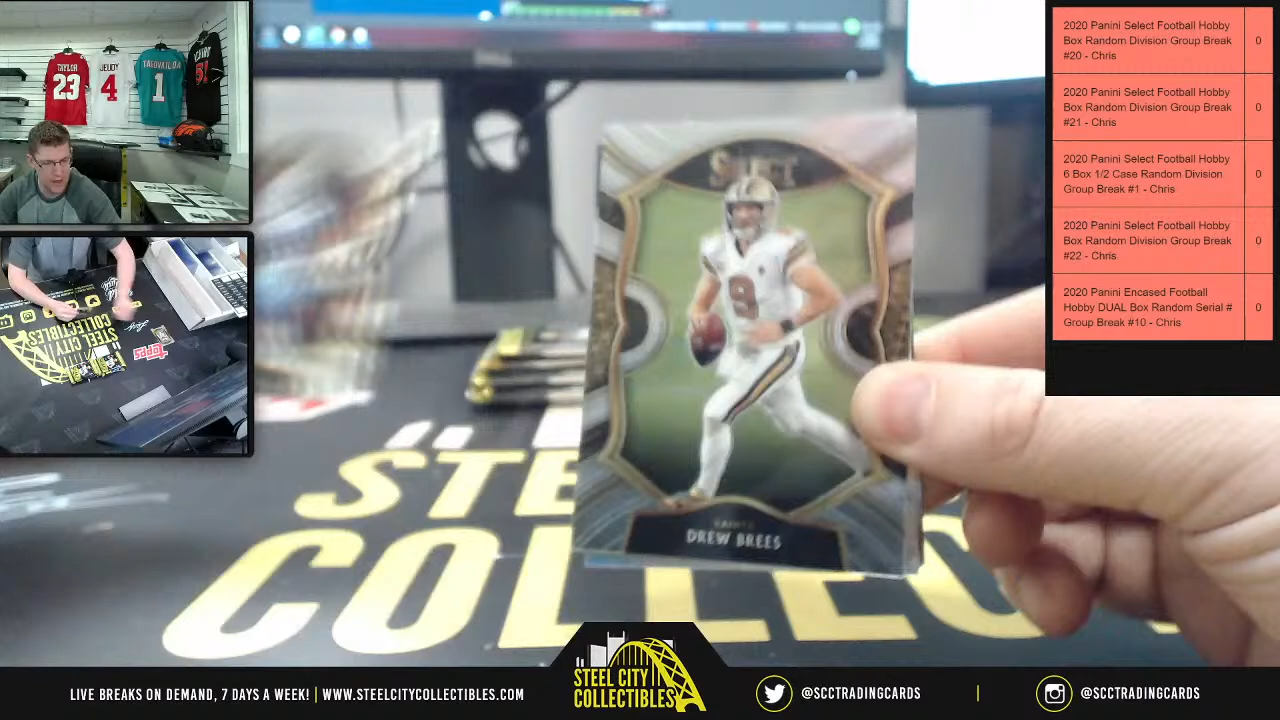 TAYLOR
23
JEUDY
4
TAGOVAILOA
1
51
STEEL CITY
COLLECTIBLES
Topps
SELECT
9
SAINTS
DREW BREES
STE
COLLEC
2020 Panini Select Football Hobby
Box Random Division Group Break
#20 - Chris
0
2020 Panini Select Football Hobby
Box Random Division Group Break
#21 - Chris
0
2020 Panini Select Football Hobby
6 Box 1/2 Case Random Division
Group Break #1 - Chris
0
2020 Panini Select Football Hobby
Box Random Division Group Break
#22 - Chris
0
2020 Panini Encased Football
Hobby DUAL Box Random Serial #
Group Break #10 - Chris
0
LIVE BREAKS ON DEMAND, 7 DAYS A WEEK! | WWW.STEELCITYCOLLECTIBLES.COM
STEEL CITY
COLLECTIBLES
@SCCTRADINGCARDS
|
@SCCTRADINGCARDS